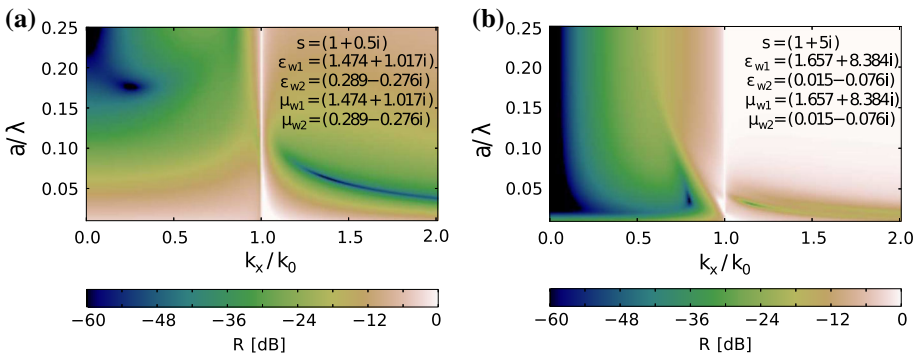 (a)
0.25
0.20
0.15
0.10
0.05
a/λ
s=(1+0.5i)
ε_w1=(1.474+1.017i)
ε_w2=(0.289−0.276i)
μ_w1=(1.474+1.017i)
μ_w2=(0.289−0.276i)
0.0 0.5 1.0 1.5 2.0
k_x/k_0
−60 −48 −36 −24 −12 0
R [dB]
(b)
0.25
0.20
0.15
0.10
0.05
a/λ
s=(1+5i)
ε_w1=(1.657+8.384i)
ε_w2=(0.015−0.076i)
μ_w1=(1.657+8.384i)
μ_w2=(0.015−0.076i)
0.0 0.5 1.0 1.5 2.0
k_x/k_0
−60 −48 −36 −24 −12 0
R [dB]